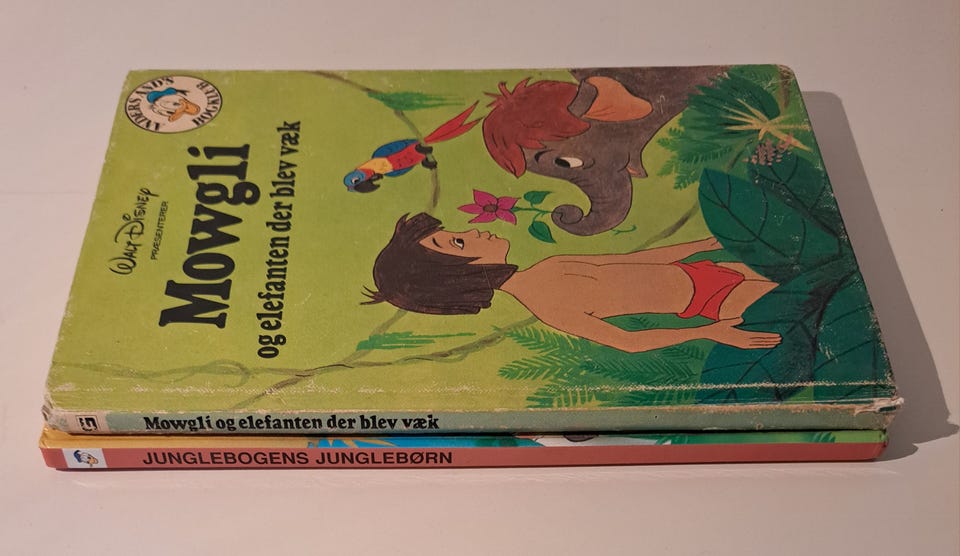 ANDERS AND'S
BOGKLUB
WALT DISNEY
PRÆSENTERER
Mowgli
og elefanten der blev væk
G
Mowgli og elefanten der blev væk
JUNGLEBOGENS JUNGLEBØRN